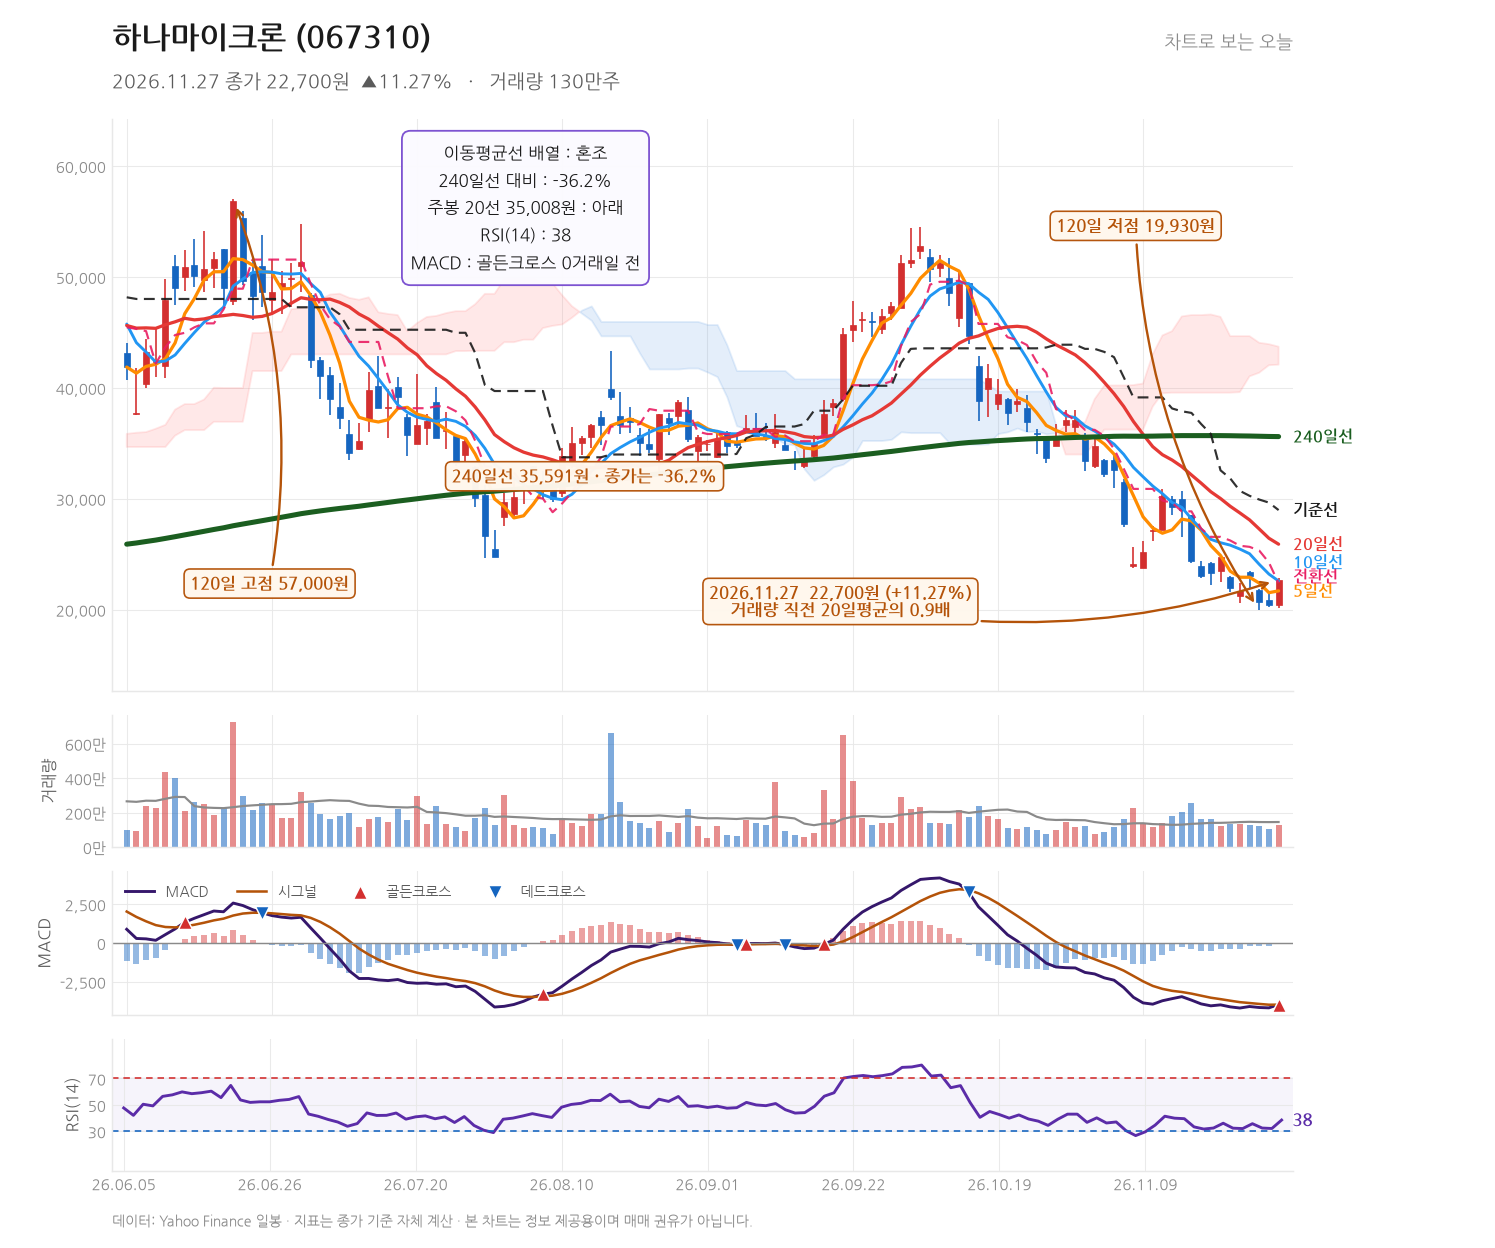 하나마이크론 (067310)
차트로 보는 오늘
2026.11.27 종가 22,700원 ▲11.27% · 거래량 130만주
이동평균선 배열 : 혼조
240일선 대비 : -36.2%
주봉 20선 35,008원 : 아래
RSI(14) : 38
MACD : 골든크로스 0거래일 전
120일 저점 19,930원
240일선 35,591원 · 종가는 -36.2%
120일 고점 57,000원
2026.11.27 22,700원 (+11.27%)
거래량 직전 20일평균의 0.9배
60,000
50,000
40,000
30,000
20,000
240일선
기준선
20일선
10일선
전환선
5일선
거래량
600만
400만
200만
0만
MACD
MACD 시그널 골든크로스 데드크로스
2,500
0
-2,500
RSI(14)
70
50
30
38
26.06.05 26.06.26 26.07.20 26.08.10 26.09.01 26.09.22 26.10.19 26.11.09
데이터: Yahoo Finance 일봉 · 지표는 종가 기준 자체 계산 · 본 차트는 정보 제공용이며 매매 권유가 아닙니다.